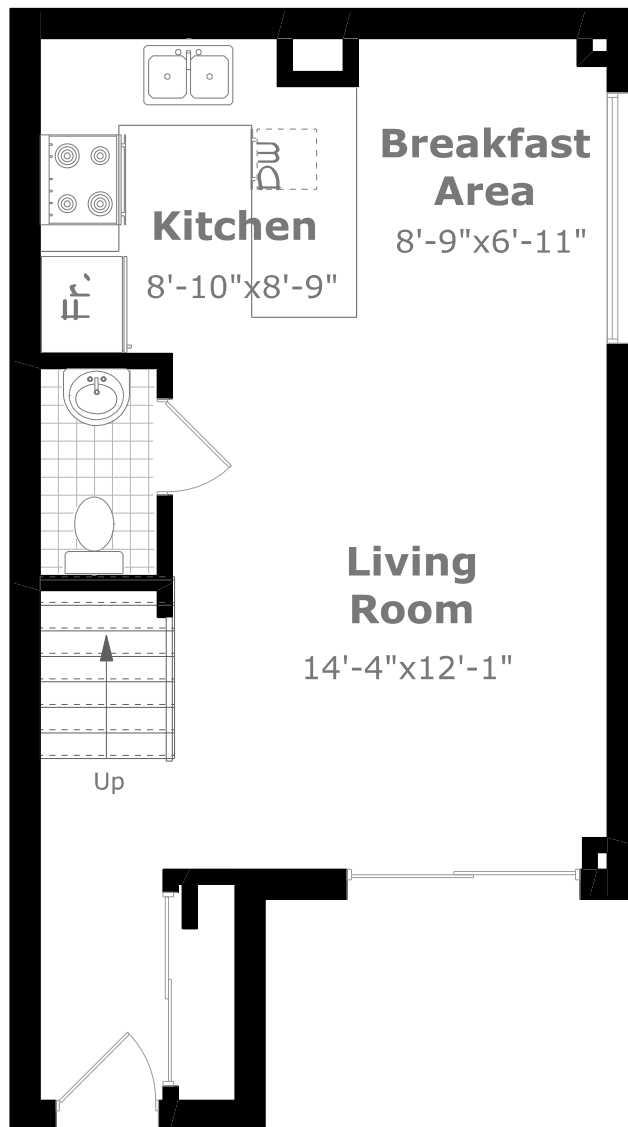 Breakfast
Area
8'-9"x6'-11"
Kitchen
8'-10"x8'-9"
DW
Fr.
Living
Room
14'-4"x12'-1"
Up